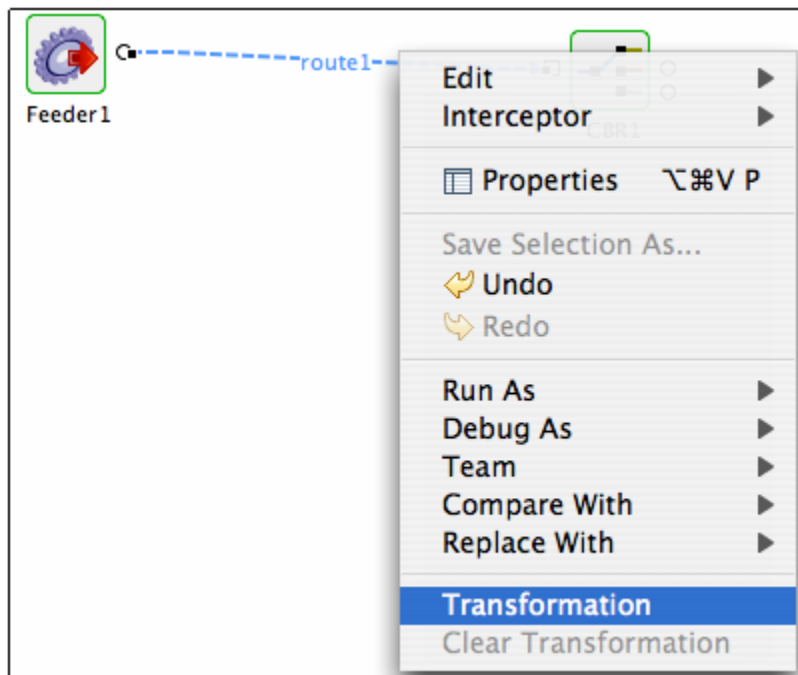 route1
Feeder1
CBR1
Edit
Interceptor
Properties ⌥⌘V P
Save Selection As...
Undo
Redo
Run As
Debug As
Team
Compare With
Replace With
Transformation
Clear Transformation